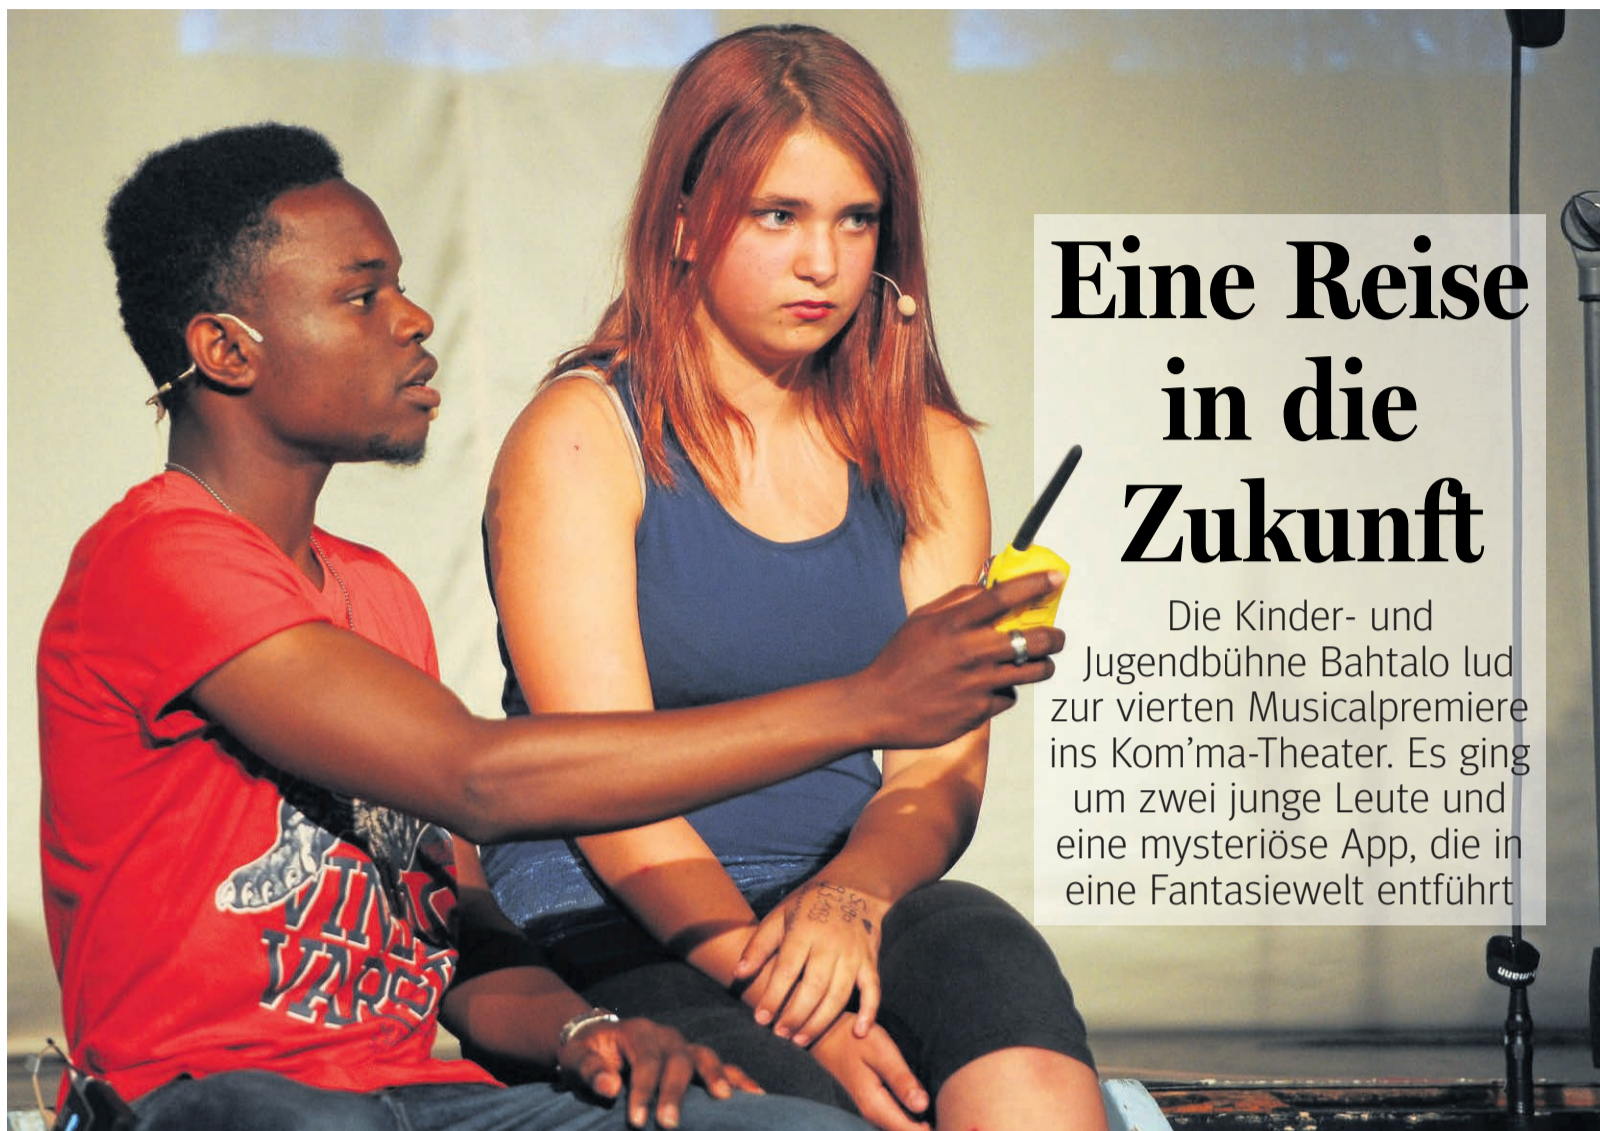 Eine Reise
in die
Zukunft
Die Kinder- und
Jugendbühne Bahtalo lud
zur vierten Musicalpremiere
ins Kom’ma-Theater. Es ging
um zwei junge Leute und
eine mysteriöse App, die in
eine Fantasiewelt entführt